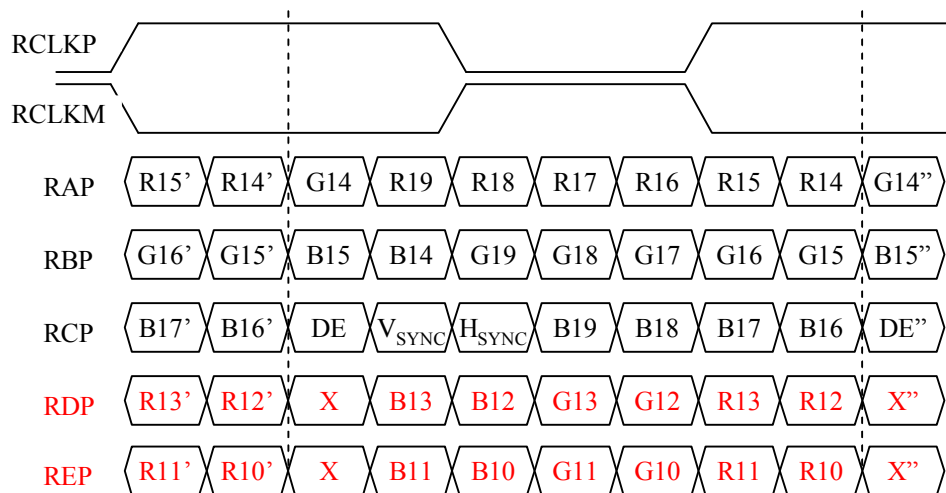 RCLKP
RCLKM
RAP R15’ R14’ G14 R19 R18 R17 R16 R15 R14 G14”
RBP G16’ G15’ B15 B14 G19 G18 G17 G16 G15 B15”
RCP B17’ B16’ DE VSYNC HSYNC B19 B18 B17 B16 DE”
RDP R13’ R12’ X B13 B12 G13 G12 R13 R12 X”
REP R11’ R10’ X B11 B10 G11 G10 R11 R10 X”